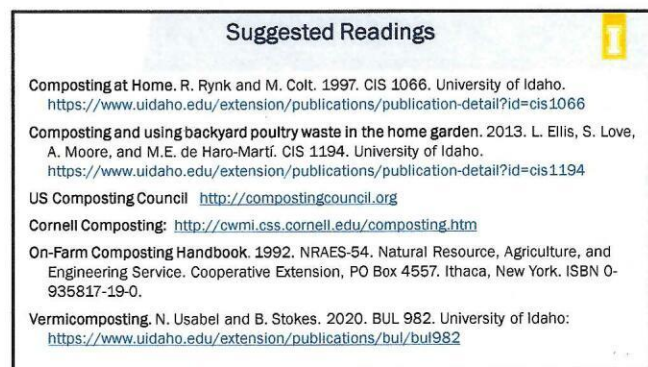 Suggested Readings
I
Composting at Home. R. Rynk and M. Colt. 1997. CIS 1066. University of Idaho.
https://www.uidaho.edu/extension/publications/publication-detail?id=cis1066
Composting and using backyard poultry waste in the home garden. 2013. L. Ellis, S. Love,
A. Moore, and M.E. de Haro-Martí. CIS 1194. University of Idaho.
https://www.uidaho.edu/extension/publications/publication-detail?id=cis1194
US Composting Council http://compostingcouncil.org
Cornell Composting: http://cwmi.css.cornell.edu/composting.htm
On-Farm Composting Handbook. 1992. NRAES-54. Natural Resource, Agriculture, and
Engineering Service. Cooperative Extension, PO Box 4557. Ithaca, New York. ISBN 0-
935817-19-0.
Vermicomposting. N. Usabel and B. Stokes. 2020. BUL 982. University of Idaho:
https://www.uidaho.edu/extension/publications/bul/bul982